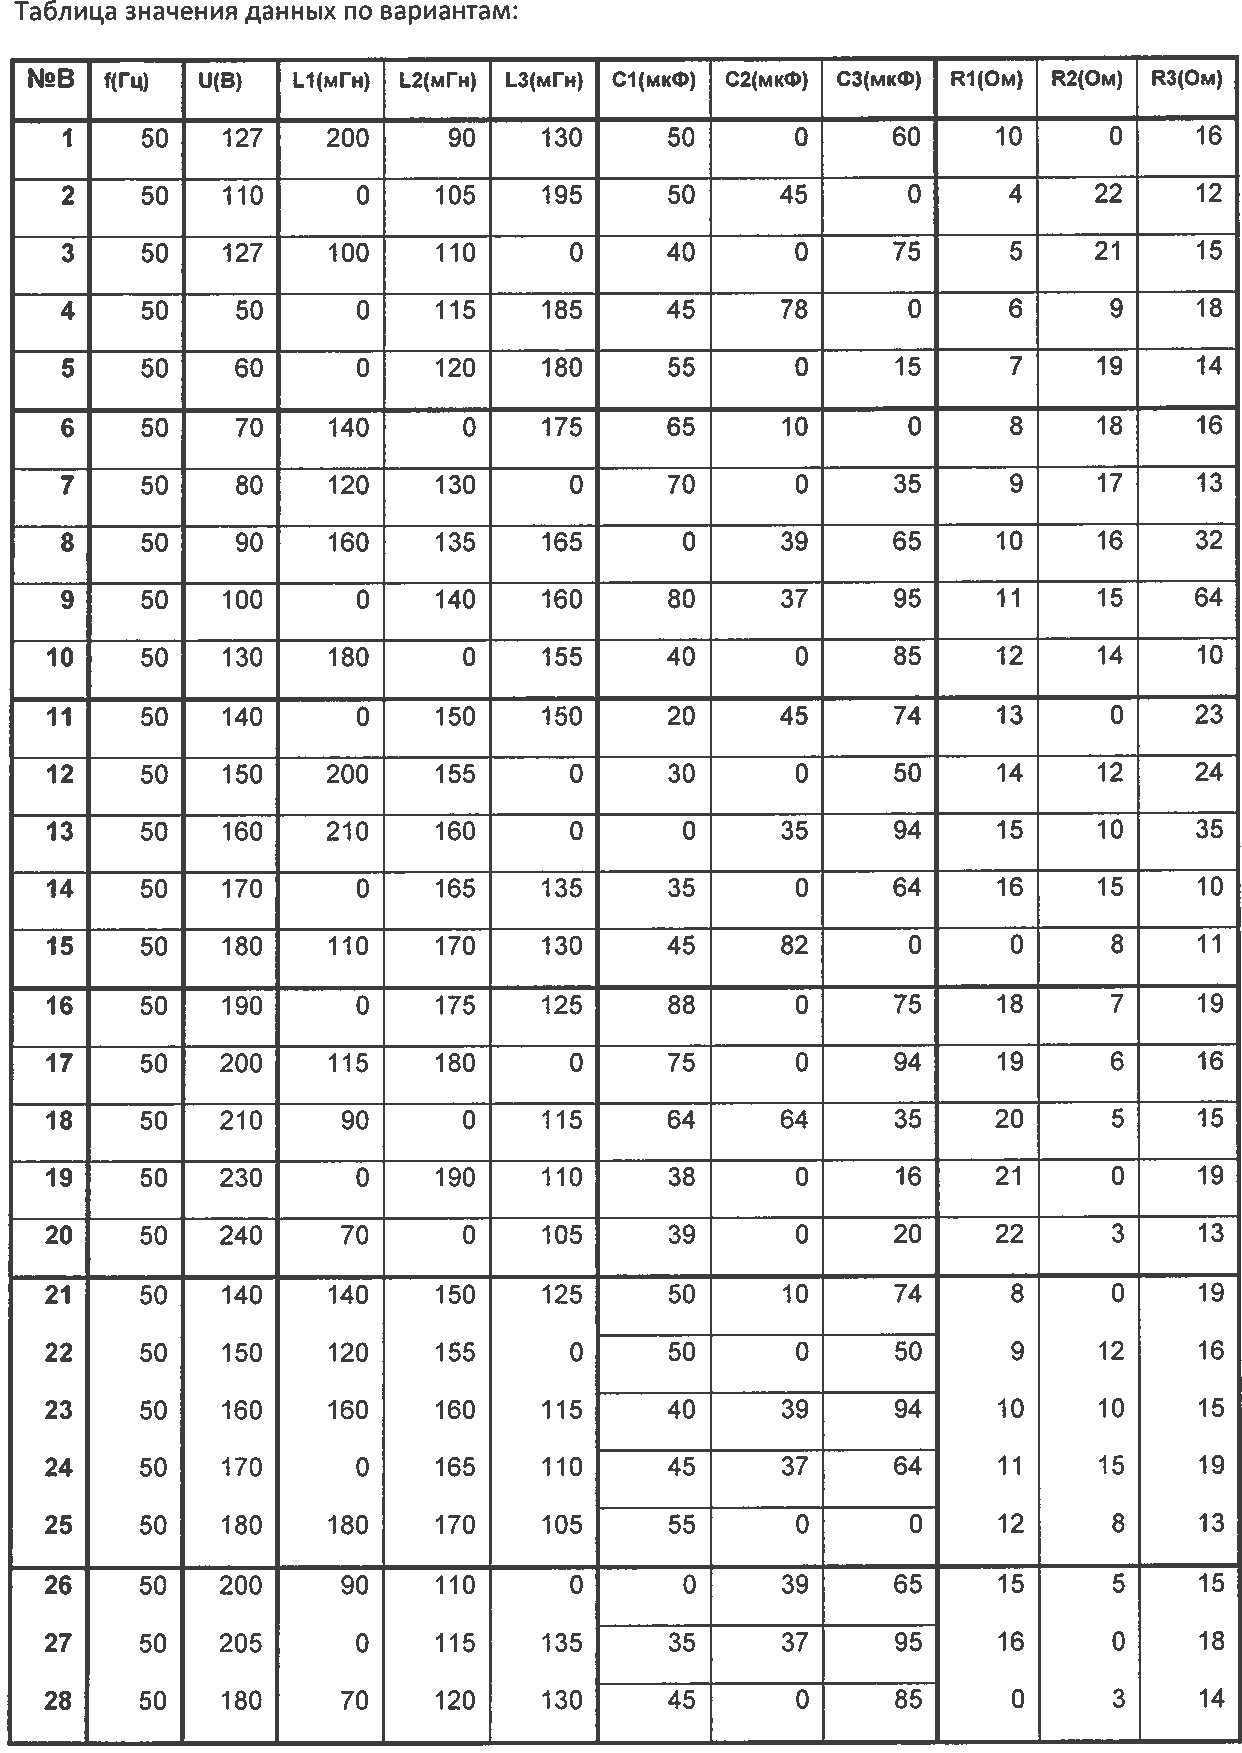 Таблица значения данных по вариантам:
№В f(Гц) U(В) L1(мГн) L2(мГн) L3(мГн) C1(мкФ) C2(мкФ) C3(мкФ) R1(Ом) R2(Ом) R3(Ом)
1 50 127 200 90 130 50 0 60 10 0 16
2 50 110 0 105 195 50 45 0 4 22 12
3 50 127 100 110 0 40 0 75 5 21 15
4 50 50 0 115 185 45 78 0 6 9 18
5 50 60 0 120 180 55 0 15 7 19 14
6 50 70 140 0 175 65 10 0 8 18 16
7 50 80 120 130 0 70 0 35 9 17 13
8 50 90 160 135 165 0 39 65 10 16 32
9 50 100 0 140 160 80 37 95 11 15 64
10 50 130 180 0 155 40 0 85 12 14 10
11 50 140 0 150 150 20 45 74 13 0 23
12 50 150 200 155 0 30 0 50 14 12 24
13 50 160 210 160 0 0 35 94 15 10 35
14 50 170 0 165 135 35 0 64 16 15 10
15 50 180 110 170 130 45 82 0 0 8 11
16 50 190 0 175 125 88 0 75 18 7 19
17 50 200 115 180 0 75 0 94 19 6 16
18 50 210 90 0 115 64 64 35 20 5 15
19 50 230 0 190 110 38 0 16 21 0 19
20 50 240 70 0 105 39 0 20 22 3 13
21 50 140 140 150 125 50 10 74 8 0 19
22 50 150 120 155 0 50 0 50 9 12 16
23 50 160 160 160 115 40 39 94 10 10 15
24 50 170 0 165 110 45 37 64 11 15 19
25 50 180 180 170 105 55 0 0 12 8 13
26 50 200 90 110 0 0 39 65 15 5 15
27 50 205 0 115 135 35 37 95 16 0 18
28 50 180 70 120 130 45 0 85 0 3 14